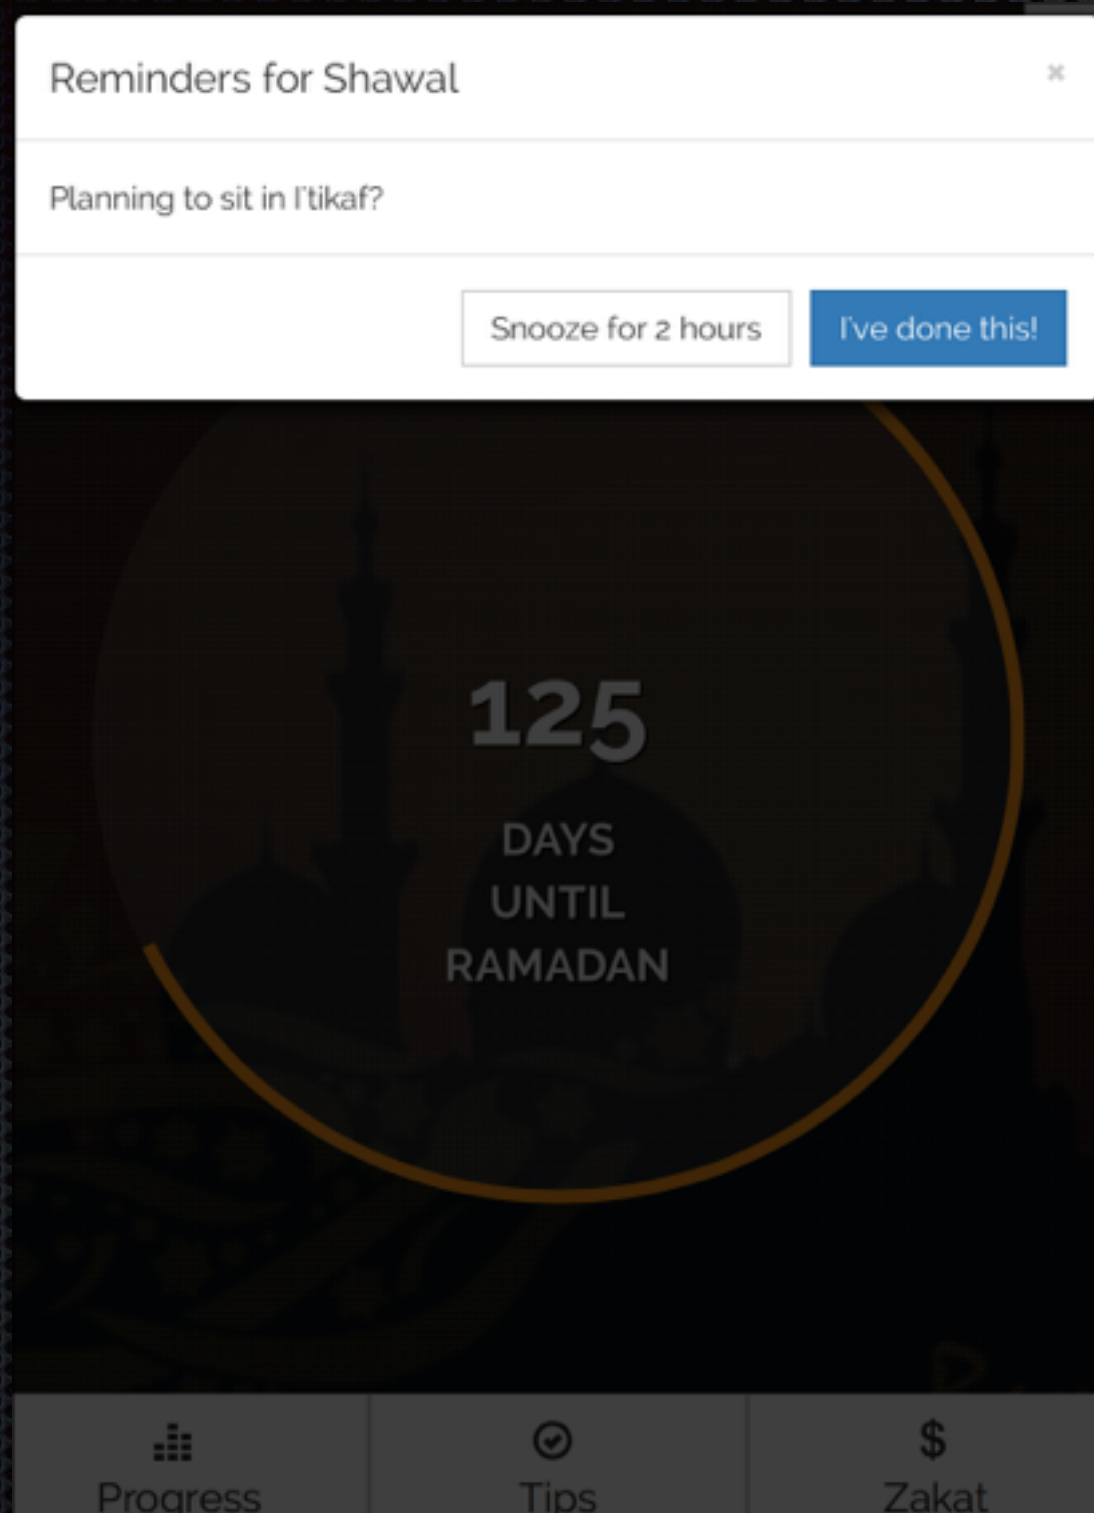 Reminders for Shawal
×
Planning to sit in I'tikaf?
Snooze for 2 hours
I've done this!
125
DAYS
UNTIL
RAMADAN
Progress
Tips
Zakat